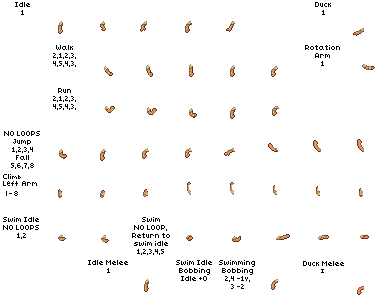 Idle
1
Duck
1
Walk
2,1,2,3,
4,5,4,3,
Rotation
Arm
1
Run
2,1,2,3,
4,5,4,3,
NO LOOPS
Jump
1,2,3,4
Fall
5,6,7,8
Climb
Left Arm
1-8
Swim Idle
NO LOOPS
1,2
Swim
NO LOOP,
Return to
swim idle
1,2,3,4,5
Swim Idle
Bobbing
Idle +0
Swimming
Bobbing
2,4 -1v,
3 -2
Idle Melee
1
Duck Melee
1